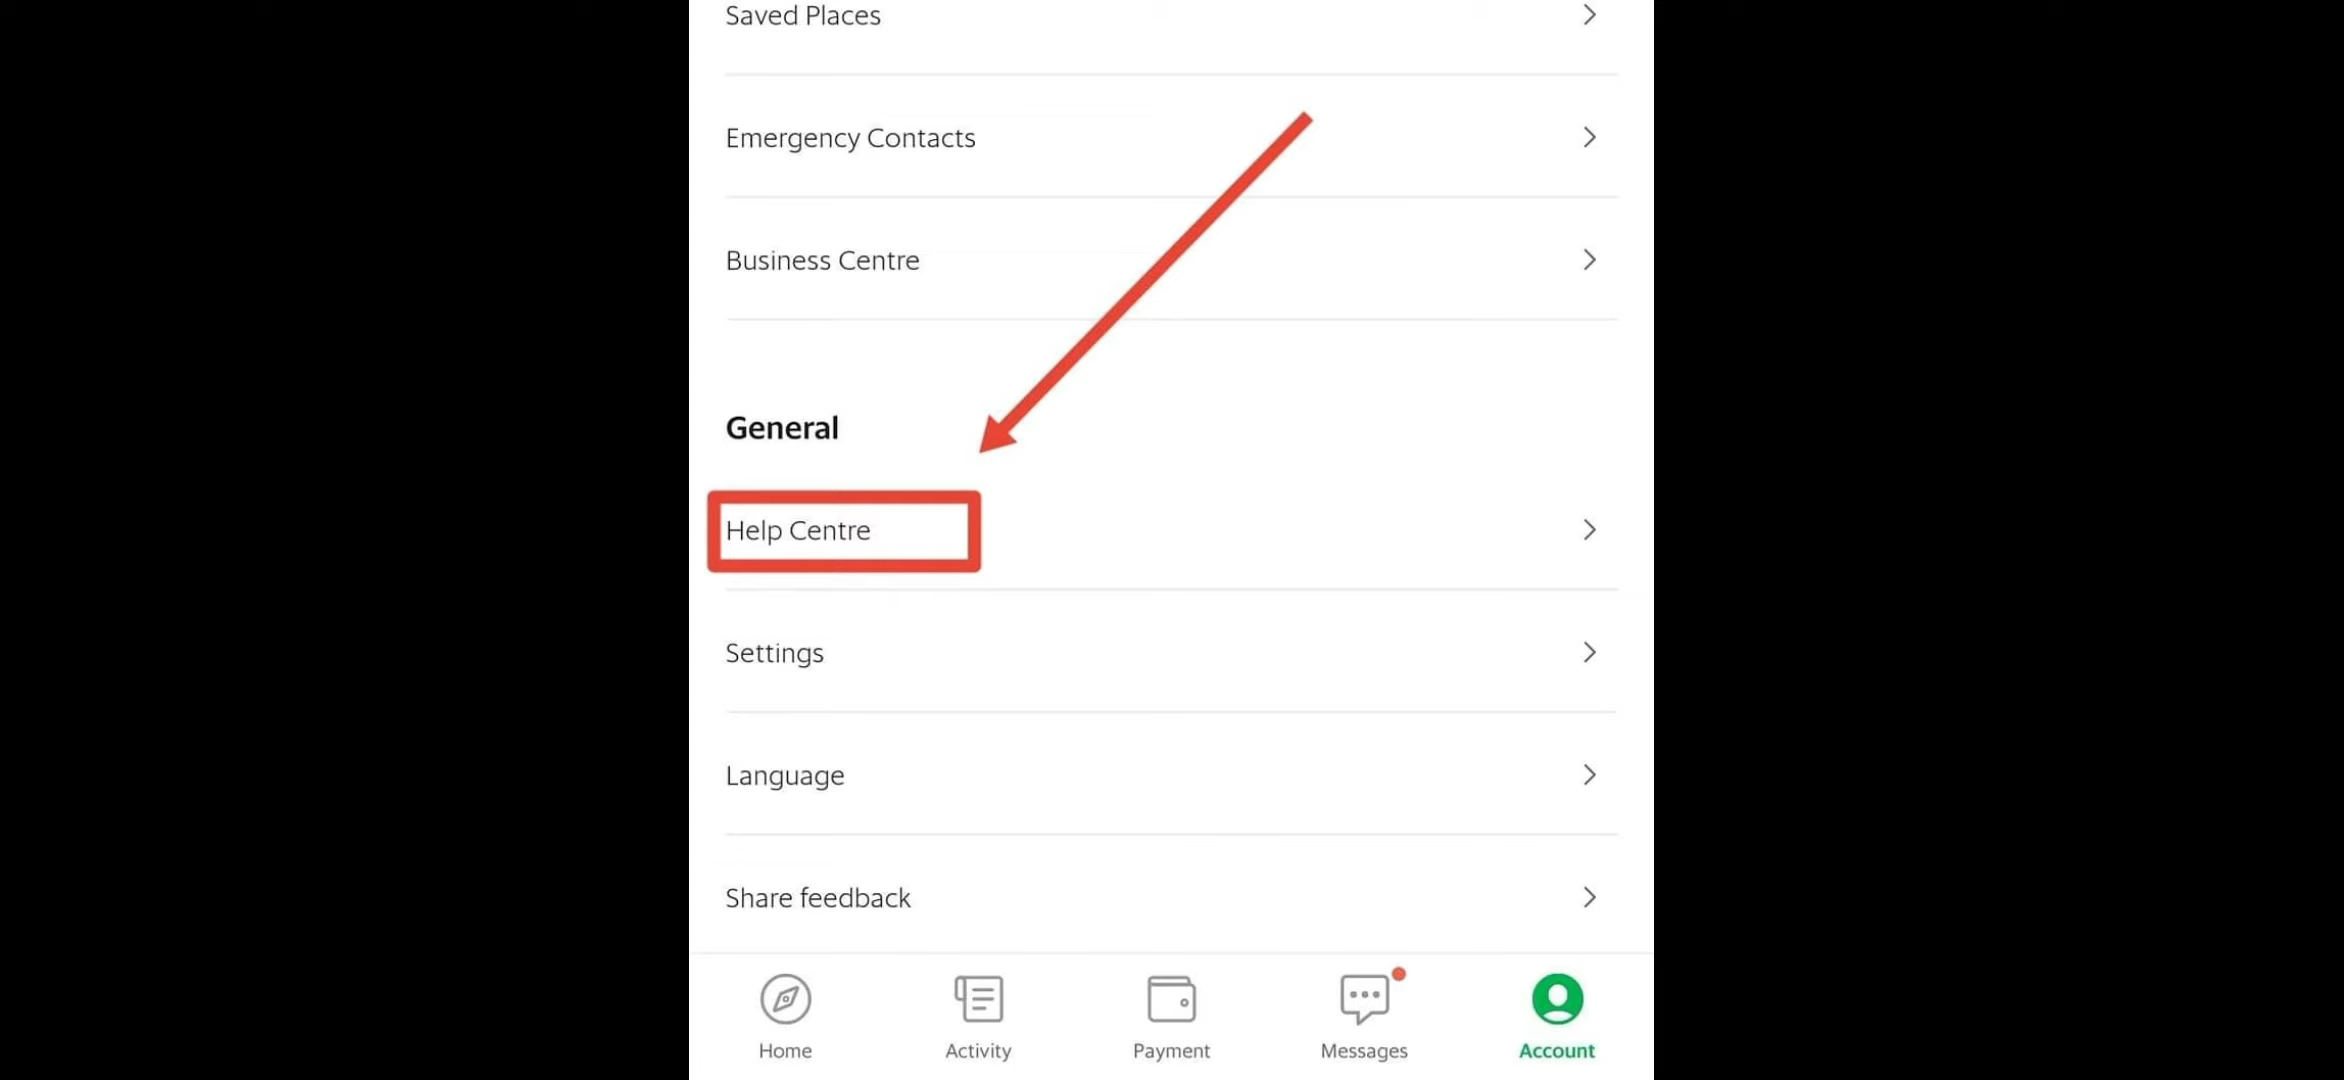 Saved Places
Emergency Contacts
Business Centre
General
Help Centre
Settings
Language
Share feedback
Home Activity Payment Messages Account